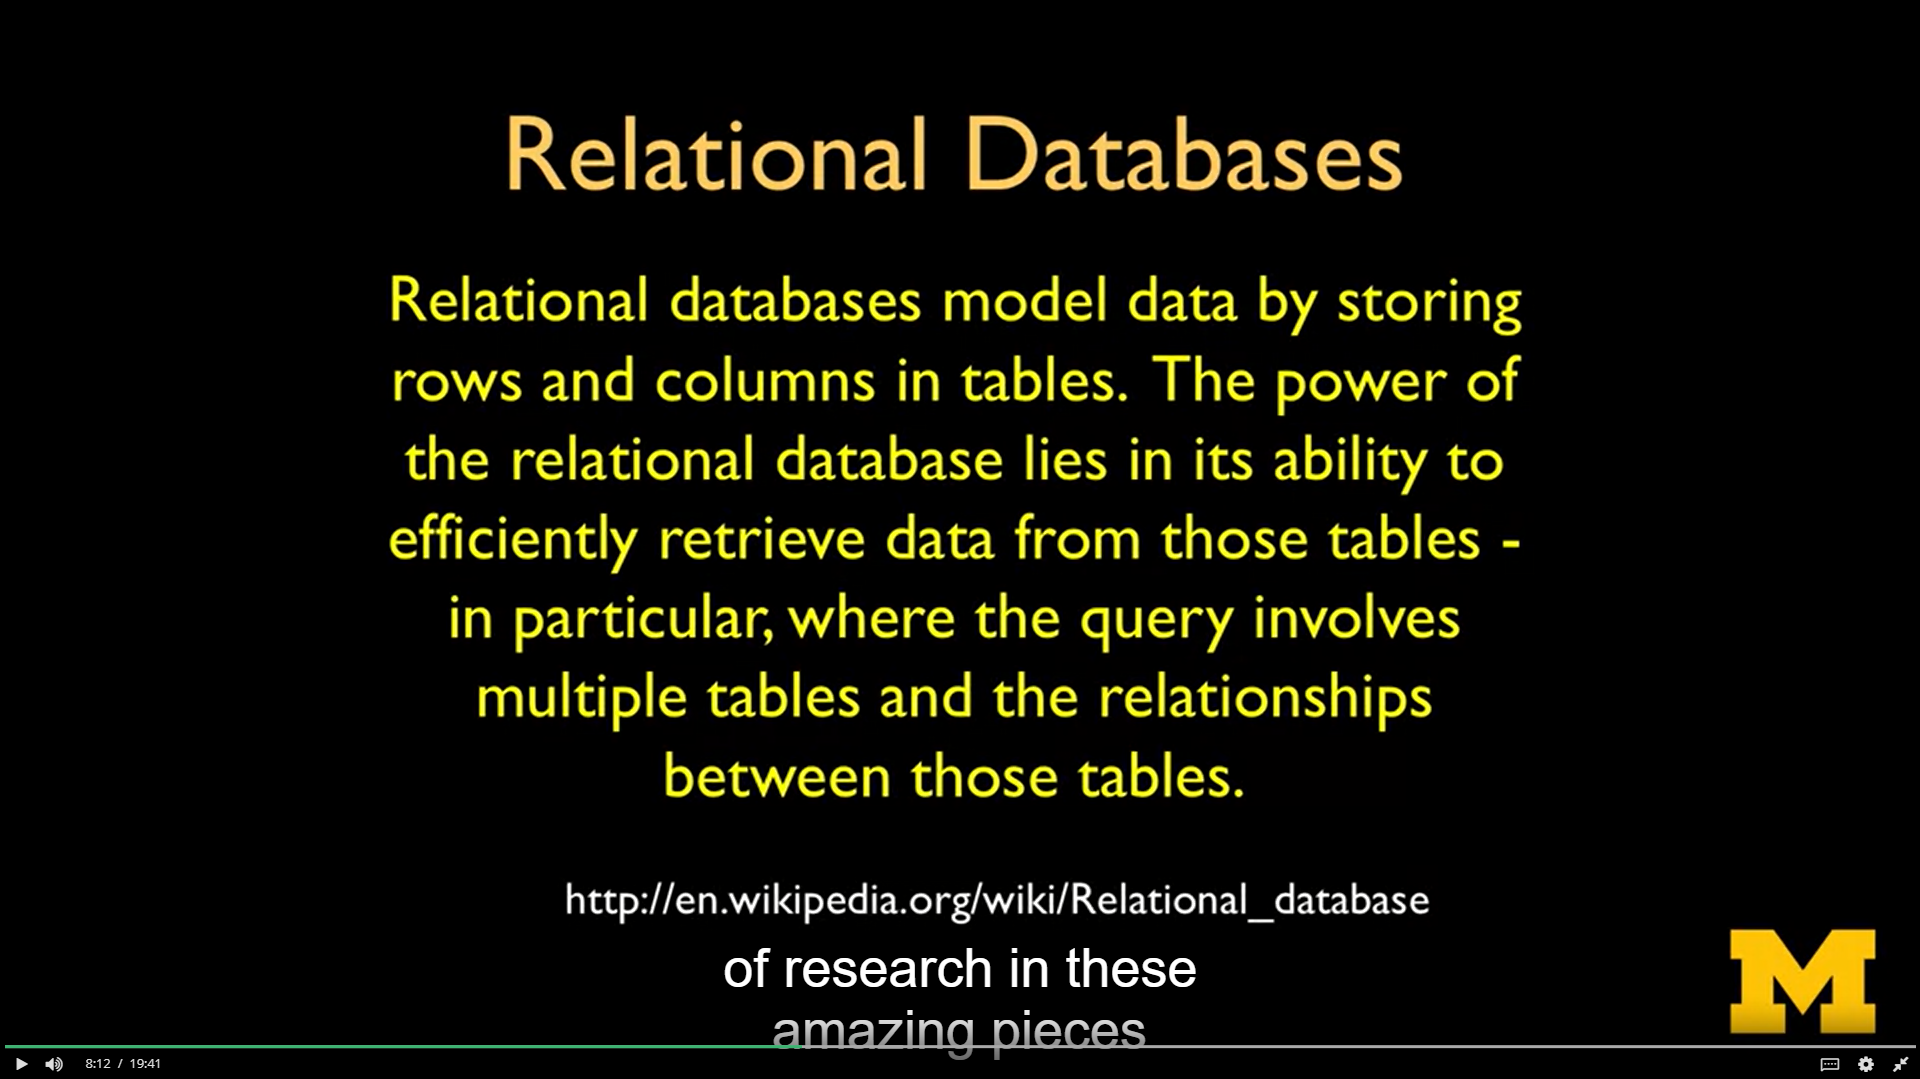 Relational Databases
Relational databases model data by storing
rows and columns in tables. The power of
the relational database lies in its ability to
efficiently retrieve data from those tables -
in particular, where the query involves
multiple tables and the relationships
between those tables.
http://en.wikipedia.org/wiki/Relational_database
of research in these
amazing pieces
M
8:12 / 19:41